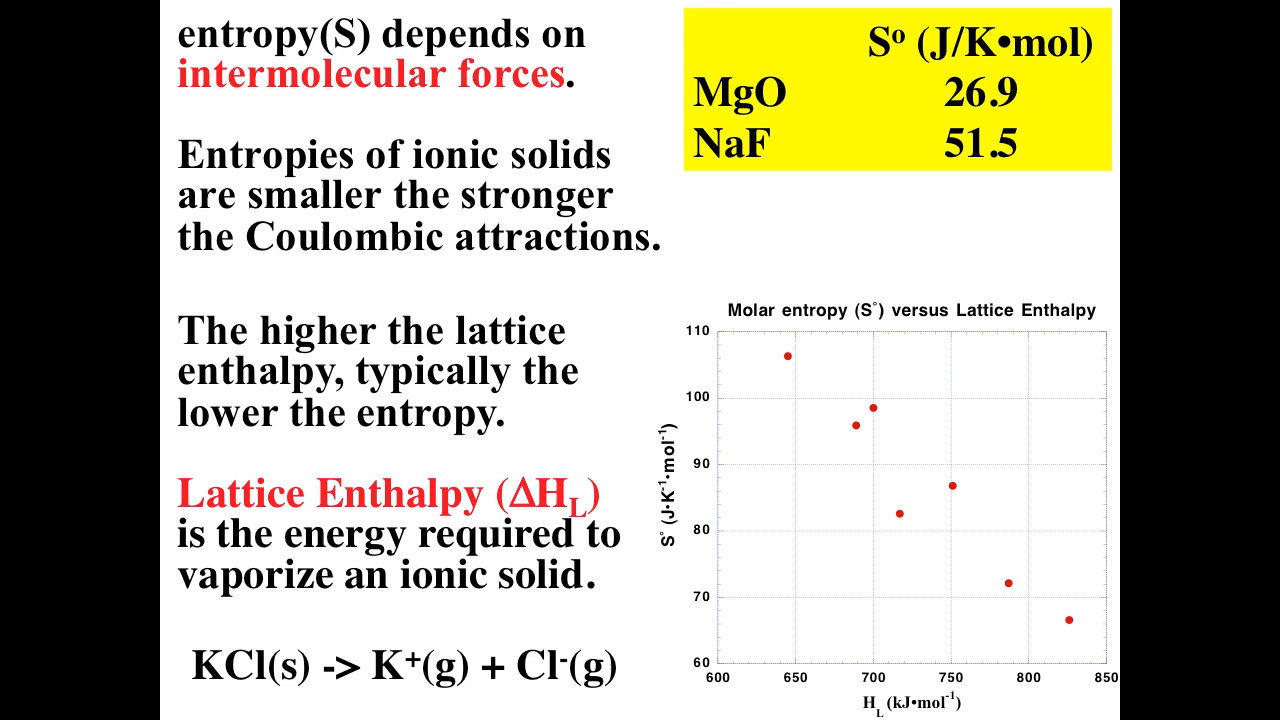 entropy(S) depends on
intermolecular forces.
Entropies of ionic solids
are smaller the stronger
the Coulombic attractions.
The higher the lattice
enthalpy, typically the
lower the entropy.
Lattice Enthalpy (ΔH_L)
is the energy required to
vaporize an ionic solid.
KCl(s) -> K⁺(g) + Cl⁻(g)
Sº (J/K•mol)
MgO 26.9
NaF 51.5
Molar entropy (S°) versus Lattice Enthalpy
110
100
90
80
70
60
S° (J•K⁻¹•mol⁻¹)
600 650 700 750 800 850
H_L (kJ•mol⁻¹)